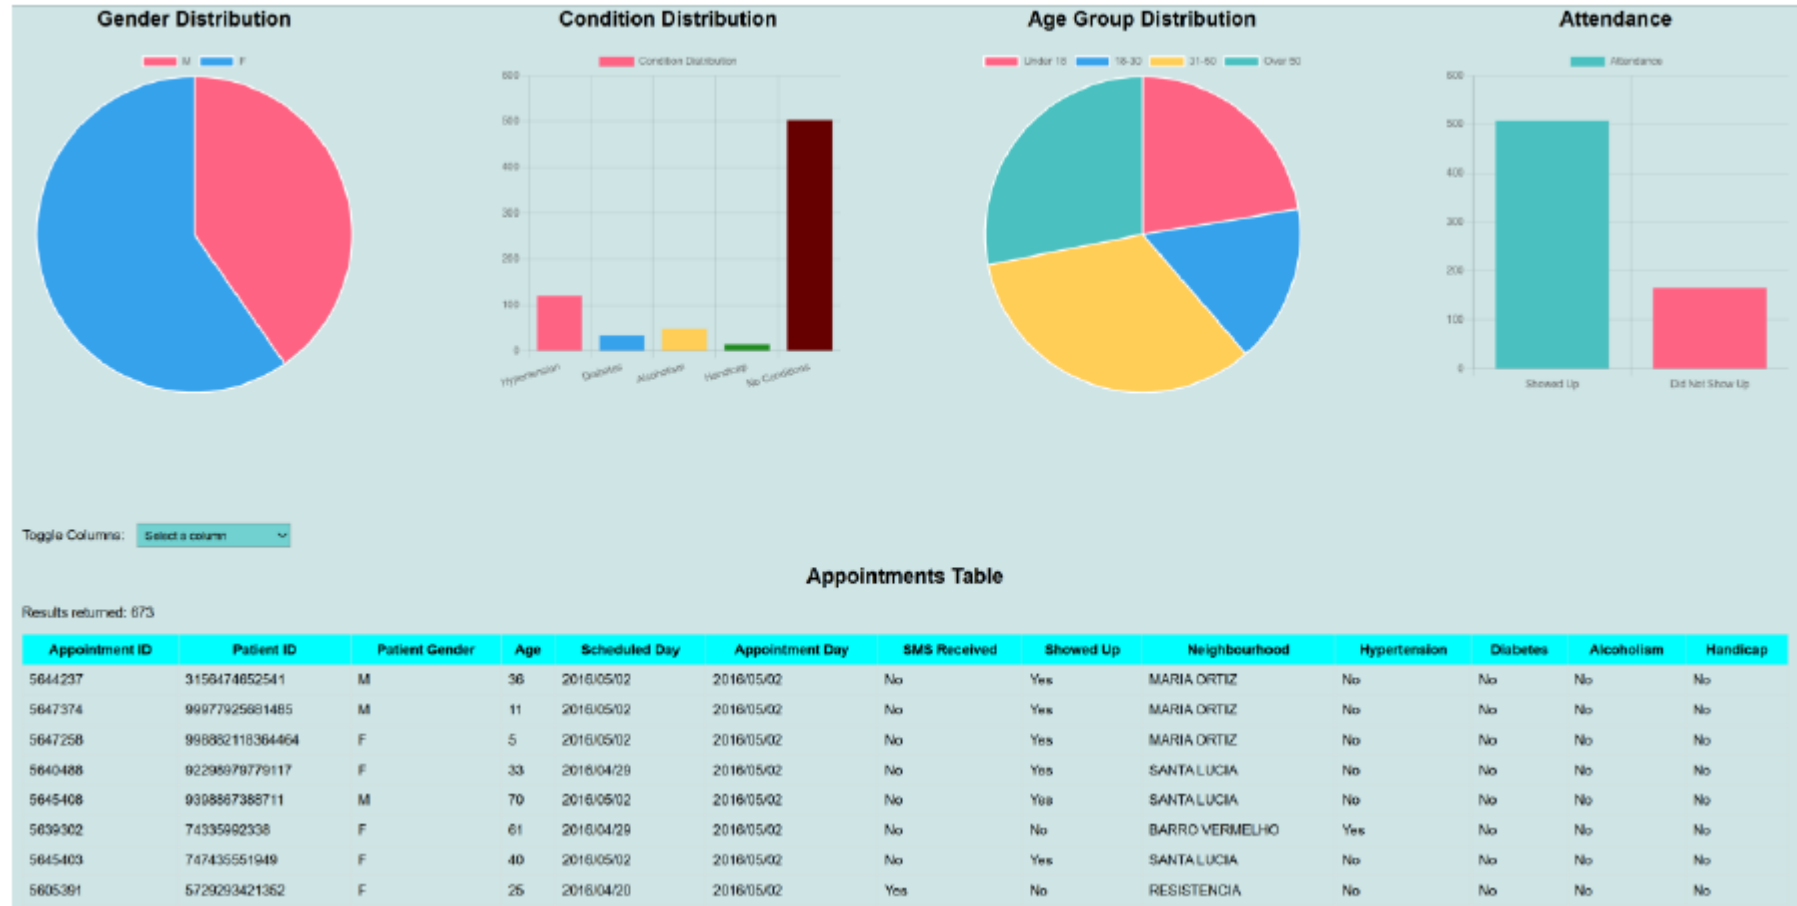 Gender Distribution
M F
Condition Distribution
Condition Distribution
600
500
400
300
200
100
0
Hypertension Diabetes Alcoholism Handicap No Conditions
Age Group Distribution
Under 18 18-30 31-60 Over 60
Attendance
Attendance
600
500
400
300
200
100
0
Showed Up Did Not Show Up
Toggle Columns: Select a column
Appointments Table
Results returned: 673
Appointment ID Patient ID Patient Gender Age Scheduled Day Appointment Day SMS Received Showed Up Neighbourhood Hypertension Diabetes Alcoholism Handicap
5644237 3156474652541 M 36 2016/05/02 2016/05/02 No Yes MARIA ORTIZ No No No No
5647374 99977925681485 M 11 2016/05/02 2016/05/02 No Yes MARIA ORTIZ No No No No
5647258 998882118364464 F 5 2016/05/02 2016/05/02 No Yes MARIA ORTIZ No No No No
5640488 92298979779117 F 33 2016/04/29 2016/05/02 No Yes SANTA LUCIA No No No No
5645408 9398867388711 M 70 2016/05/02 2016/05/02 No Yes SANTA LUCIA No No No No
5639302 74335992338 F 61 2016/04/29 2016/05/02 No No BARRO VERMELHO Yes No No No
5645403 747435551949 F 40 2016/05/02 2016/05/02 No Yes SANTA LUCIA No No No No
5605391 5729293421352 F 25 2016/04/20 2016/05/02 Yes No RESISTENCIA No No No No